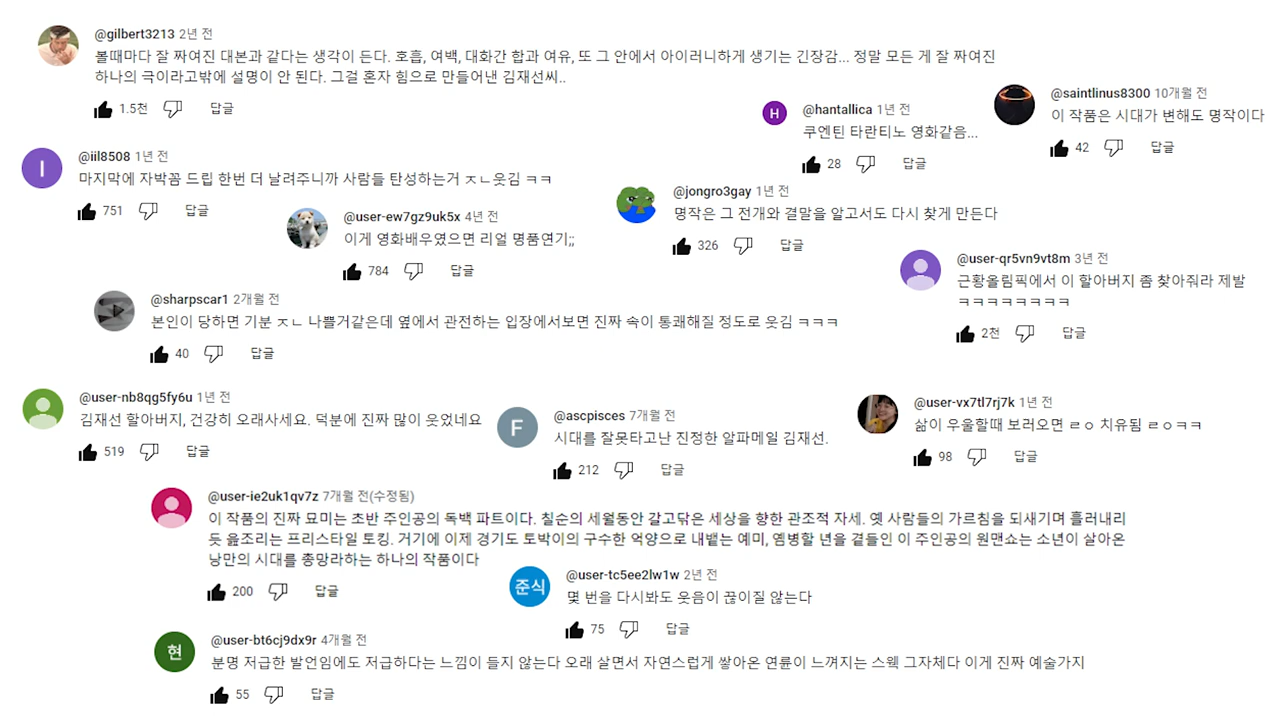 @gilbert3213 2년 전
볼때마다 잘 짜여진 대본과 같다는 생각이 든다. 호흡, 여백, 대화간 합과 여유, 또 그 안에서 아이러니하게 생기는 긴장감... 정말 모든 게 잘 짜여진
하나의 극이라고밖에 설명이 안 된다. 그걸 혼자 힘으로 만들어낸 김재선씨..
1.5천 답글
@saintlinus8300 10개월 전
이 작품은 시대가 변해도 명작이다
42 답글
H
@hantallica 1년 전
쿠엔틴 타란티노 영화같음...
28 답글
I
@iil8508 1년 전
마지막에 자박꼼 드립 한번 더 날려주니까 사람들 탄성하는거 ㅈㄴ웃김 ㅋㅋ
751 답글
@jongro3gay 1년 전
명작은 그 전개와 결말을 알고서도 다시 찾게 만든다
326 답글
@user-ew7gz9uk5x 4년 전
이게 영화배우였으면 리얼 명품연기;;
784 답글
@user-qr5vn9vt8m 3년 전
근황올림픽에서 이 할아버지 좀 찾아줘라 제발
ㅋㅋㅋㅋㅋㅋㅋㅋ
2천 답글
@sharpscar1 2개월 전
본인이 당하면 기분 ㅈㄴ 나쁠거같은데 옆에서 관전하는 입장에서보면 진짜 속이 통쾌해질 정도로 웃김 ㅋㅋㅋ
40 답글
@user-nb8qg5fy6u 1년 전
김재선 할아버지, 건강히 오래사세요. 덕분에 진짜 많이 웃었네요
519 답글
F
@ascpisces 7개월 전
시대를 잘못타고난 진정한 알파메일 김재선.
212 답글
@user-vx7tl7rj7k 1년 전
삶이 우울할때 보러오면 ㄹㅇ 치유됨 ㄹㅇㅋㅋ
98 답글
@user-ie2uk1qv7z 7개월 전(수정됨)
이 작품의 진짜 묘미는 초반 주인공의 독백 파트이다. 칠순의 세월동안 갈고닦은 세상을 향한 관조적 자세. 옛 사람들의 가르침을 되새기며 흘러내리
듯 읊조리는 프리스타일 토킹. 거기에 이제 경기도 토박이의 구수한 억양으로 내뱉는 예미, 옘병할 년을 곁들인 이 주인공의 원맨쇼는 소년이 살아온
낭만의 시대를 총망라하는 하나의 작품이다
200 답글
준식
@user-tc5ee2lw1w 2년 전
몇 번을 다시봐도 웃음이 끊이질 않는다
75 답글
현
@user-bt6cj9dx9r 4개월 전
분명 저급한 발언임에도 저급하다는 느낌이 들지 않는다 오래 살면서 자연스럽게 쌓아온 연륜이 느껴지는 스웩 그자체다 이게 진짜 예술가지
55 답글